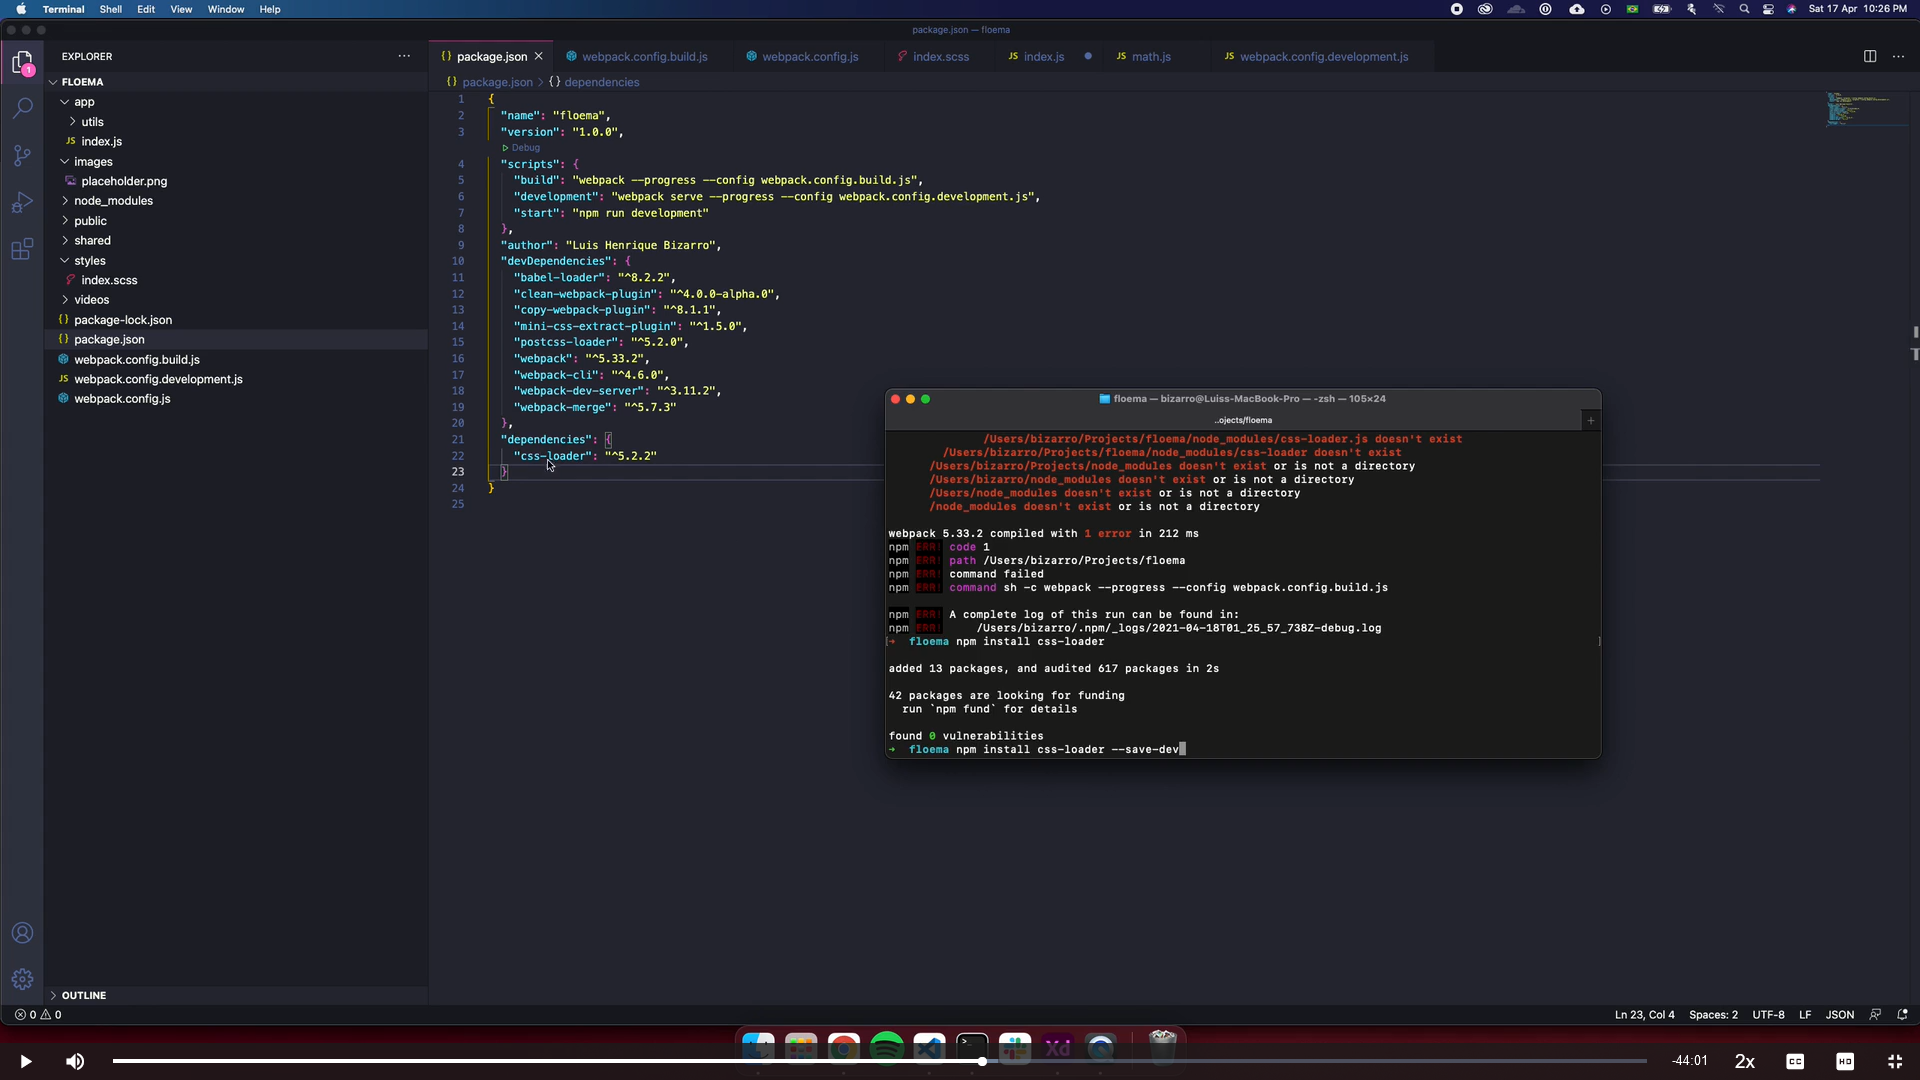 Terminal Shell Edit View Window Help
Sat 17 Apr 10:26 PM
package.json — floema
EXPLORER
1
FLOEMA
app
utils
JS index.js
images
placeholder.png
node_modules
public
shared
styles
index.scss
videos
{} package-lock.json
{} package.json
webpack.config.build.js
JS webpack.config.development.js
webpack.config.js
OUTLINE
{} package.json
webpack.config.build.js
webpack.config.js
index.scss
JS index.js
JS math.js
JS webpack.config.development.js
{} package.json > {} dependencies
1 {
2 "name": "floema",
3 "version": "1.0.0",
Debug
4 "scripts": {
5 "build": "webpack --progress --config webpack.config.build.js",
6 "development": "webpack serve --progress --config webpack.config.development.js",
7 "start": "npm run development"
8 },
9 "author": "Luis Henrique Bizarro",
10 "devDependencies": {
11 "babel-loader": "^8.2.2",
12 "clean-webpack-plugin": "^4.0.0-alpha.0",
13 "copy-webpack-plugin": "^8.1.1",
14 "mini-css-extract-plugin": "^1.5.0",
15 "postcss-loader": "^5.2.0",
16 "webpack": "^5.33.2",
17 "webpack-cli": "^4.6.0",
18 "webpack-dev-server": "^3.11.2",
19 "webpack-merge": "^5.7.3"
20 },
21 "dependencies": {
22 "css-loader": "^5.2.2"
23 }
24 }
25
floema — bizarro@Luiss-MacBook-Pro — -zsh — 105×24
..ojects/floema
/Users/bizarro/Projects/floema/node_modules/css-loader.js doesn't exist
/Users/bizarro/Projects/floema/node_modules/css-loader doesn't exist
/Users/bizarro/Projects/node_modules doesn't exist or is not a directory
/Users/bizarro/node_modules doesn't exist or is not a directory
/Users/node_modules doesn't exist or is not a directory
/node_modules doesn't exist or is not a directory
webpack 5.33.2 compiled with 1 error in 212 ms
npm ERR! code 1
npm ERR! path /Users/bizarro/Projects/floema
npm ERR! command failed
npm ERR! command sh -c webpack --progress --config webpack.config.build.js
npm ERR! A complete log of this run can be found in:
npm ERR! /Users/bizarro/.npm/_logs/2021-04-18T01_25_57_738Z-debug.log
[→ floema npm install css-loader ]
added 13 packages, and audited 617 packages in 2s
42 packages are looking for funding
run `npm fund` for details
found 0 vulnerabilities
→ floema npm install css-loader --save-dev
0 0
Ln 23, Col 4 Spaces: 2 UTF-8 LF JSON
Xd
-44:01 2x CC HD